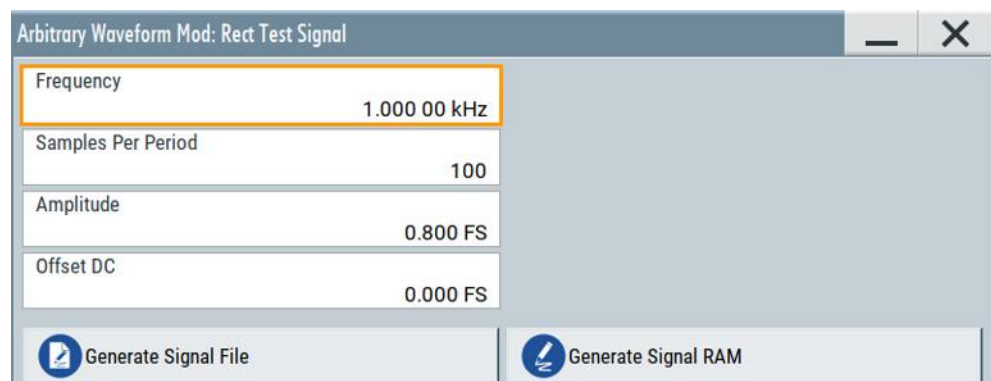 Arbitrary Waveform Mod: Rect Test Signal
Frequency
1.000 00 kHz
Samples Per Period
100
Amplitude
0.800 FS
Offset DC
0.000 FS
Generate Signal File
Generate Signal RAM